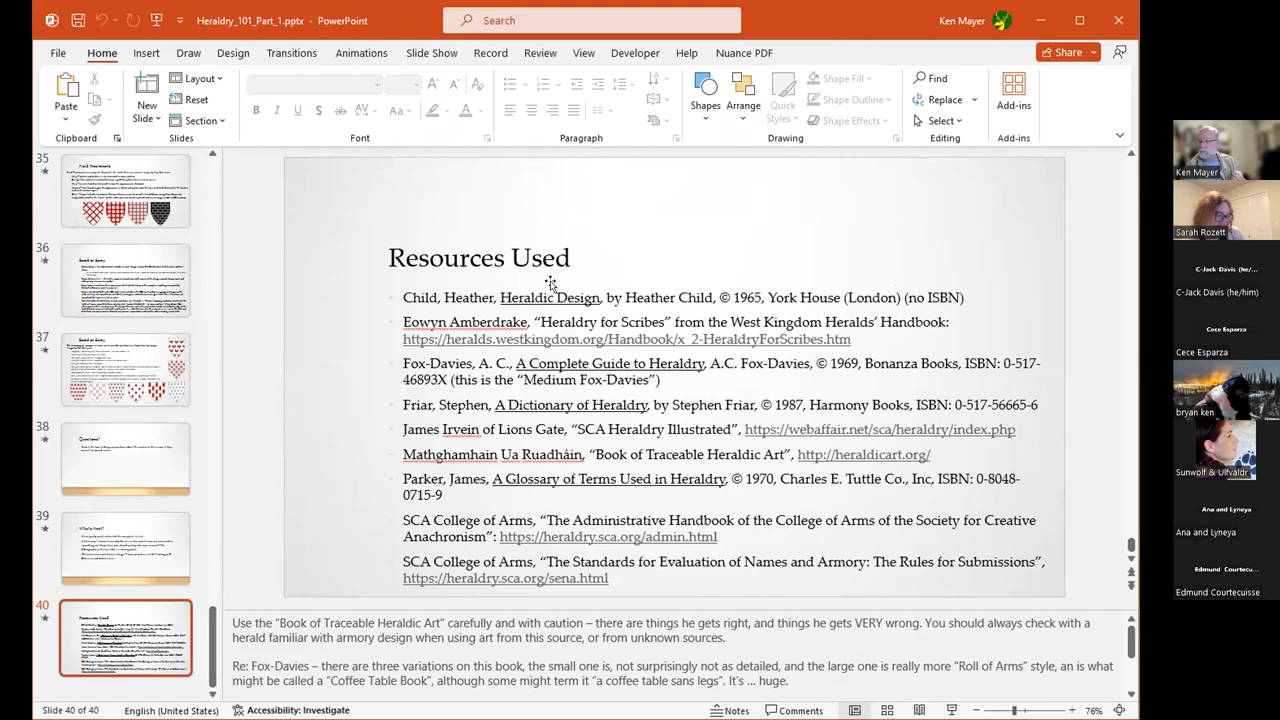 Heraldry_101_Part_1.pptx - PowerPoint
Search
Ken Mayer
File Home Insert Draw Design Transitions Animations Slide Show Record Review View Developer Help Nuance PDF
Share
Paste
New
Slide
Layout
Reset
Section
B I U S ab AV Aa A
Shapes
Arrange
Quick
Styles
Shape Fill
Shape Outline
Shape Effects
Find
Replace
Select
Add-ins
Clipboard Slides Font Paragraph Drawing Editing Add-ins
35
36
37
38
Questions?
39
What's Next?
40
Resources Used
Resources Used
Child, Heather, Heraldic Design, by Heather Child, © 1965, York House (London) (no ISBN)
Eowyn Amberdrake, “Heraldry for Scribes” from the West Kingdom Heralds’ Handbook:
https://heralds.westkingdom.org/Handbook/x_2-HeraldryForScribes.htm
Fox-Davies, A. C., A Complete Guide to Heraldry, A.C. Fox-Davies, © 1969, Bonanza Books, ISBN: 0-517-
46893X (this is the “Medium Fox-Davies”)
Friar, Stephen, A Dictionary of Heraldry, by Stephen Friar, © 1987, Harmony Books, ISBN: 0-517-56665-6
James Irvein of Lions Gate, “SCA Heraldry Illustrated”, https://webaffair.net/sca/heraldry/index.php
Mathghamhain Ua Ruadháin, “Book of Traceable Heraldic Art”, http://heraldicart.org/
Parker, James, A Glossary of Terms Used in Heraldry, © 1970, Charles E. Tuttle Co., Inc, ISBN: 0-8048-
0715-9
SCA College of Arms, “The Administrative Handbook of the College of Arms of the Society for Creative
Anachronism”: https://heraldry.sca.org/admin.html
SCA College of Arms, “The Standards for Evaluation of Names and Armory: The Rules for Submissions”,
https://heraldry.sca.org/sena.html
Use the “Book of Traceable Heraldic Art” carefully and with caution – there are things he gets right, and things he gets VERY wrong. You should always check with a
herald familiar with armory design when using art from this source, or from unknown sources.
Re: Fox-Davies – there are three variations on this book, the small one is, not surprisingly not as detailed, and the large one is really more “Roll of Arms” style, an is what
might be called a “Coffee Table Book”, although some might term it “a coffee table sans legs”. It’s ... huge.
Slide 40 of 40 English (United States) Accessibility: Investigate Notes Comments 76%
Ken Mayer
Sarah Rozett
C-Jack Davis (he/...
C-Jack Davis (he/him)
Cece Esparza
Cece Esparza
bryan ken
Sunwolf & Ulfvaldr
Ana and Lyneya
Ana and Lyneya
Edmund Courtecu...
Edmund Courtecuisse